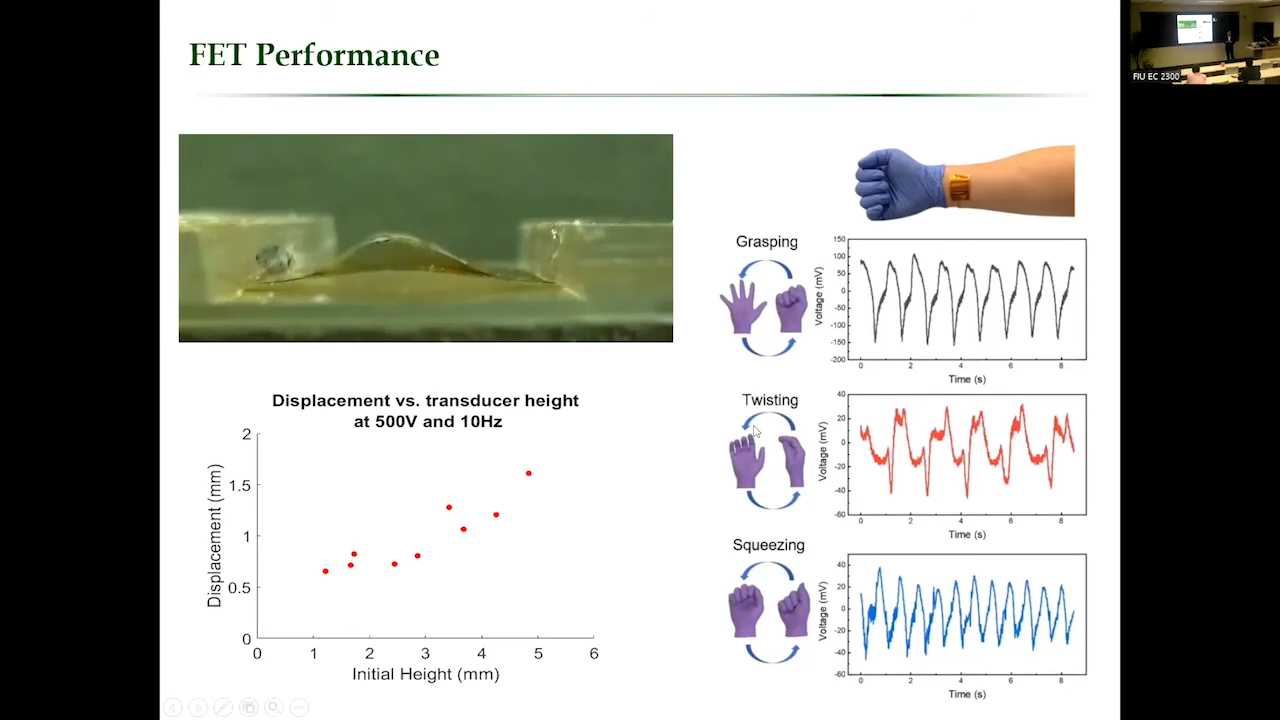 FET Performance
FIU EC 2300
Displacement vs. transducer height
at 500V and 10Hz
Displacement (mm)
2
1.5
1
0.5
0
0 1 2 3 4 5 6
Initial Height (mm)
Grasping
Voltage (mV)
150
100
50
0
-50
-100
-150
-200
0 2 4 6 8
Time (s)
Twisting
Voltage (mV)
40
20
0
-20
-40
-60
0 2 4 6 8
Time (s)
Squeezing
Voltage (mV)
40
20
0
-20
-40
-60
0 2 4 6 8
Time (s)